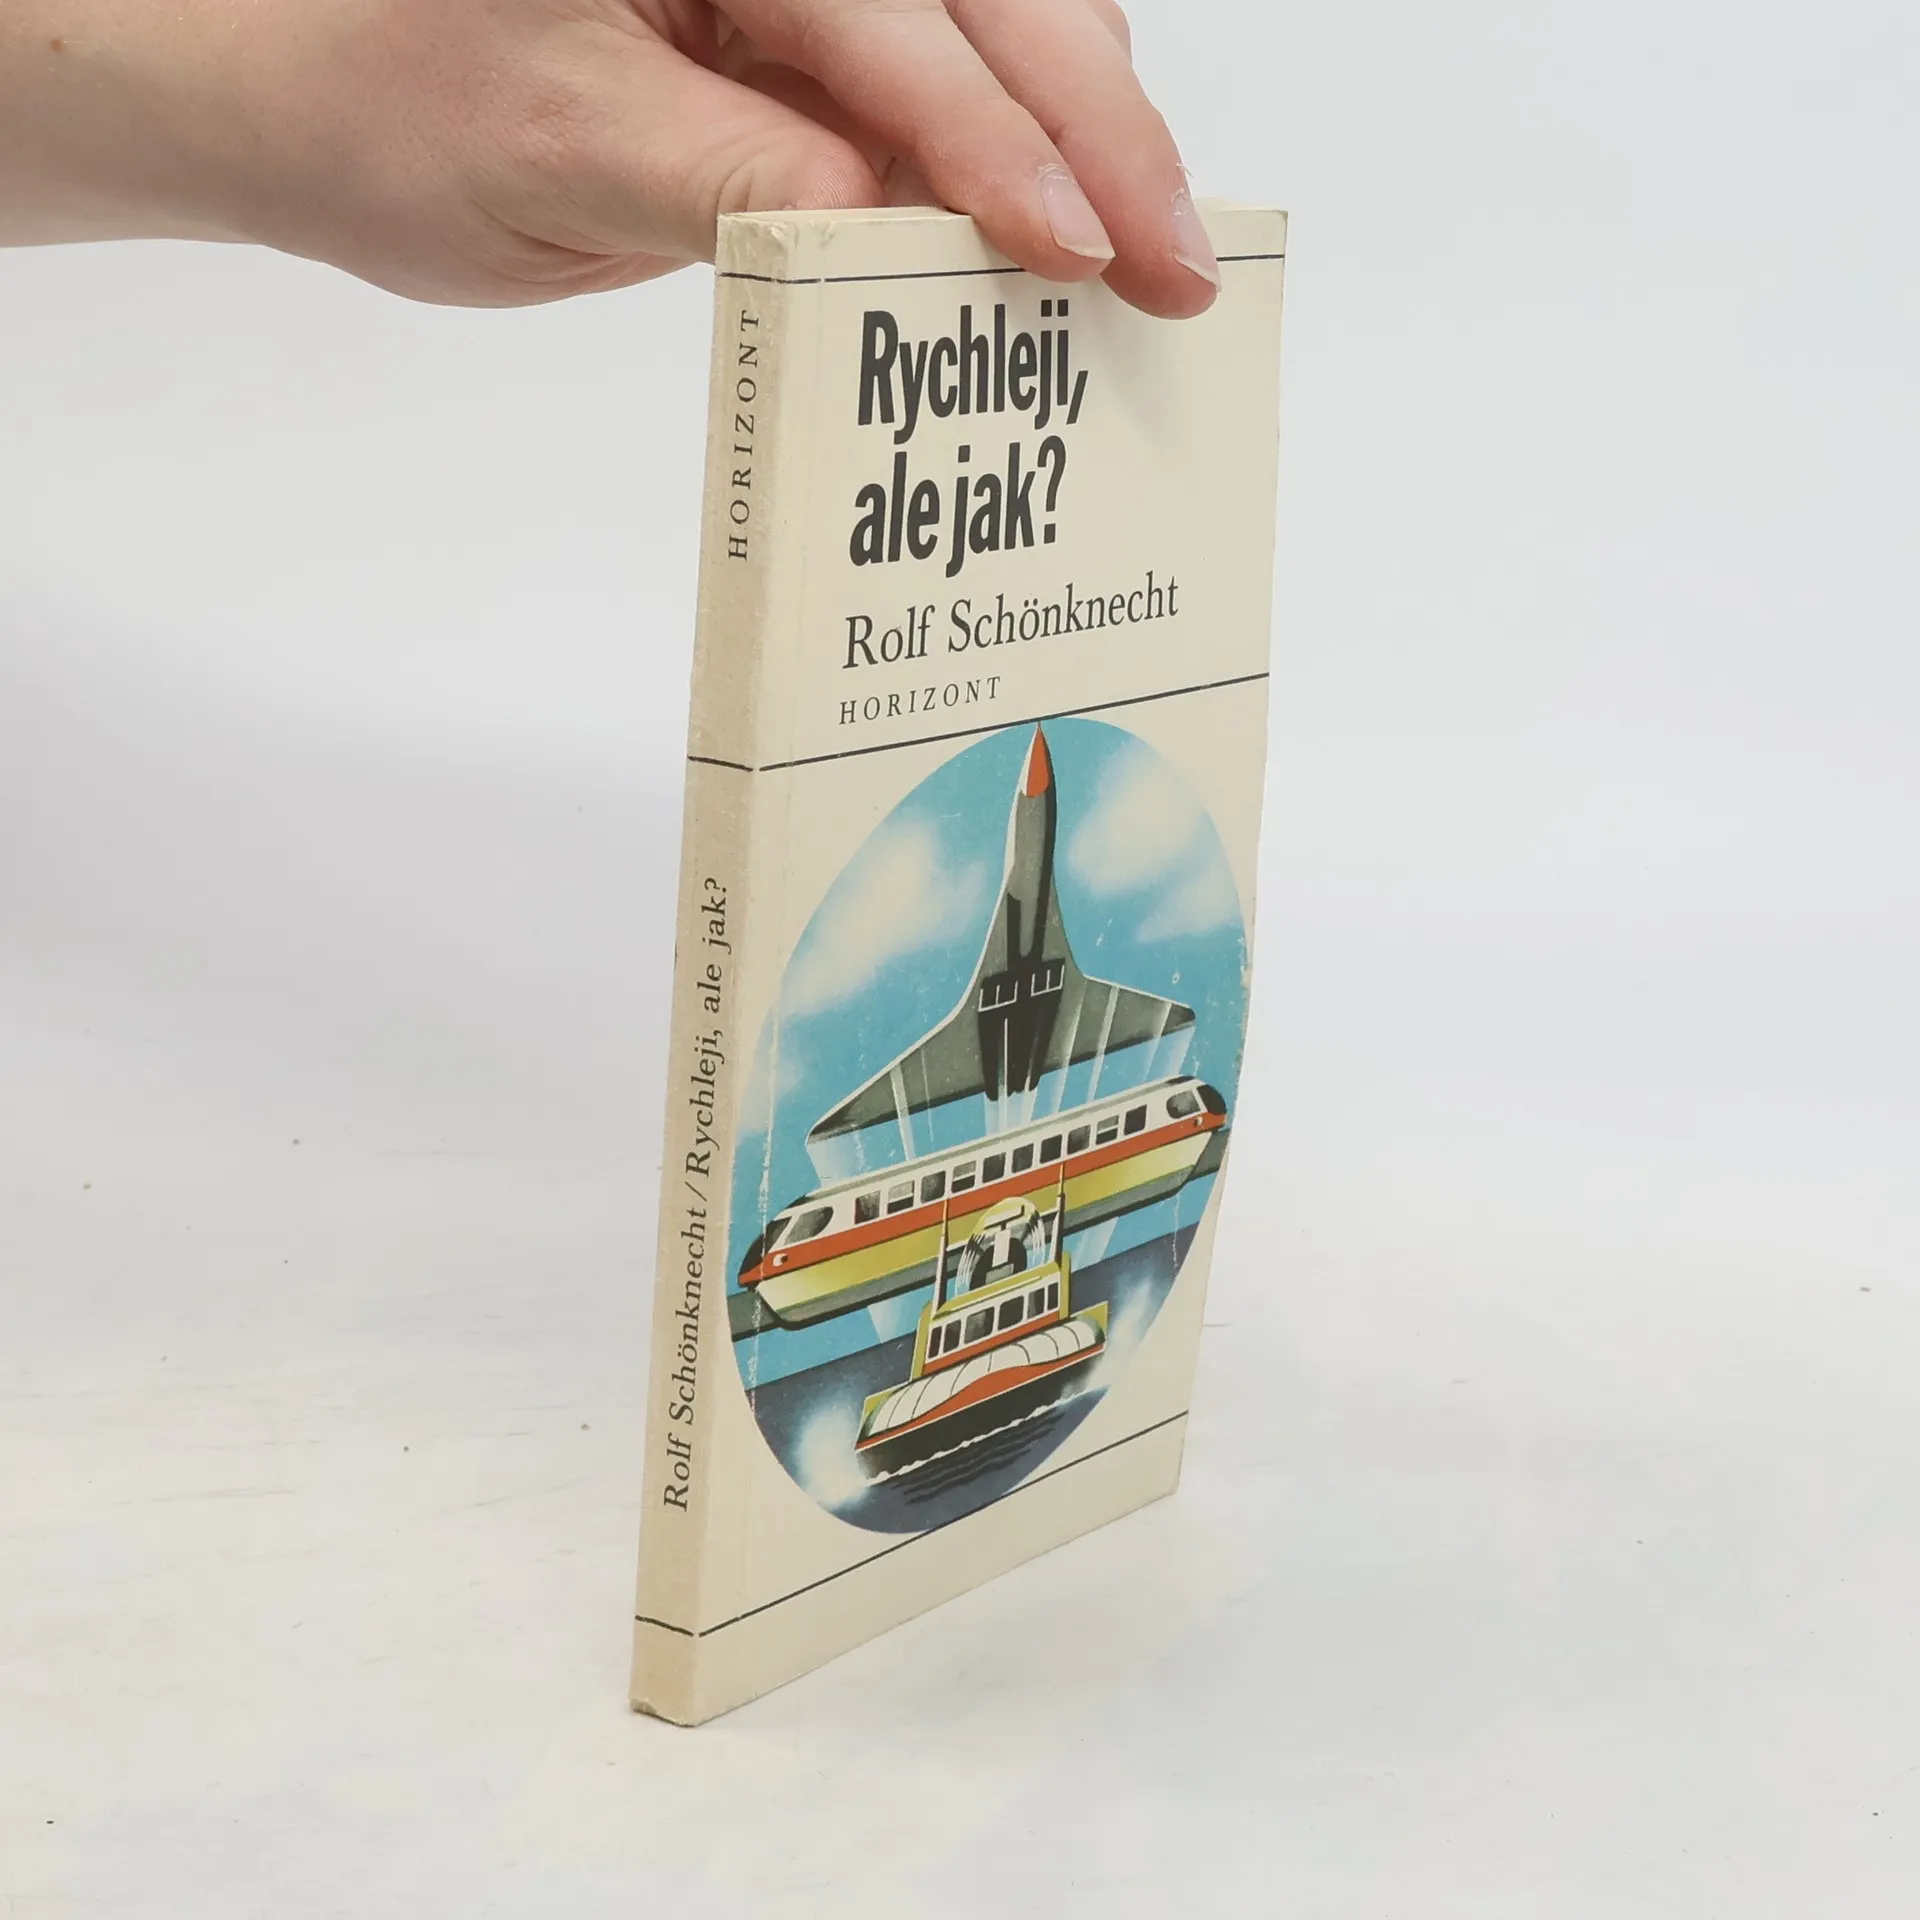 HORIZONT
Rolf Schönknecht / Rychleji, ale jak?
Rychleji,
ale jak?
Rolf Schönknecht
HORIZONT